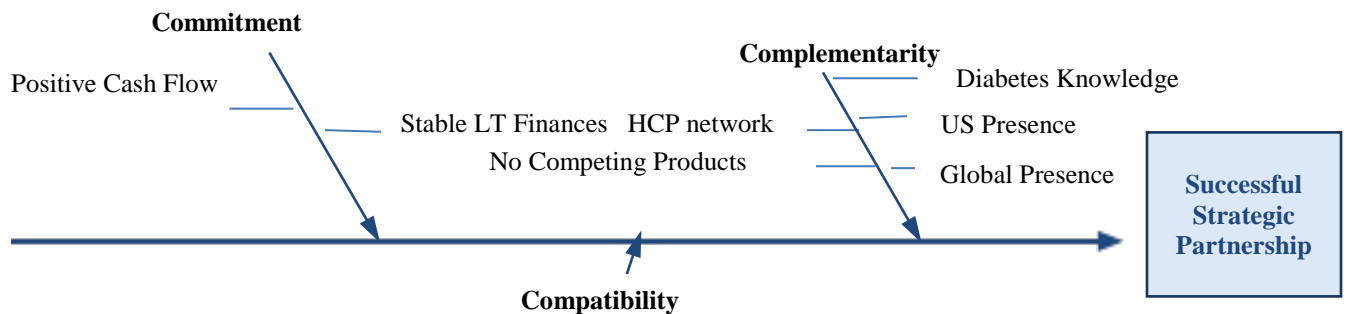 Commitment
Complementarity
Positive Cash Flow
Diabetes Knowledge
Stable LT Finances
HCP network
US Presence
No Competing Products
Global Presence
Successful
Strategic
Partnership
Compatibility